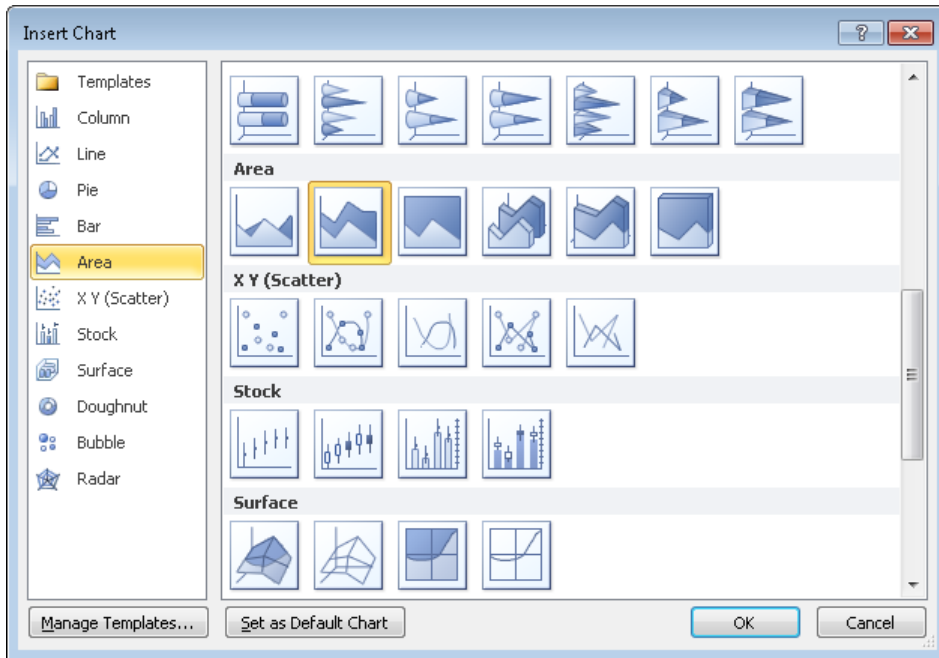 Insert Chart
Templates
Column
Line
Pie
Bar
Area
X Y (Scatter)
Stock
Surface
Doughnut
Bubble
Radar
Area
X Y (Scatter)
Stock
Surface
Manage Templates...
Set as Default Chart
OK
Cancel